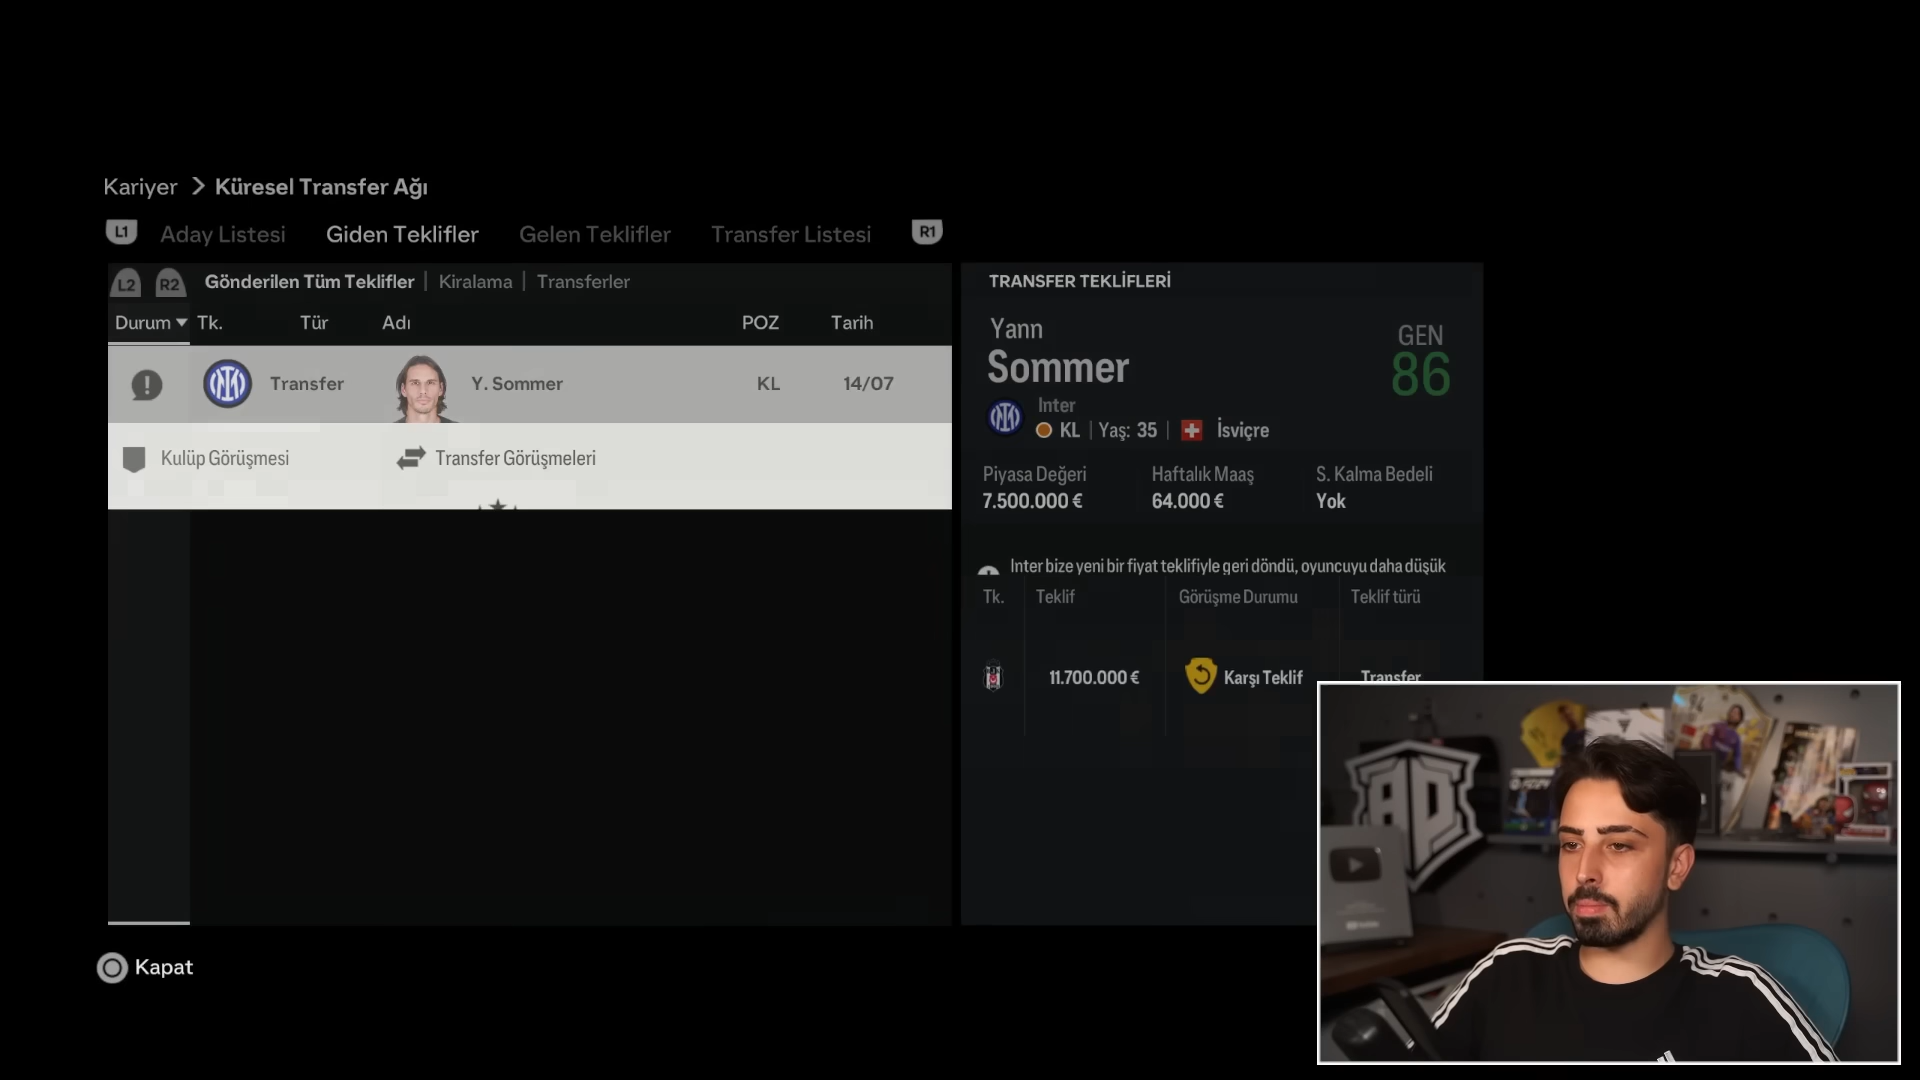 Kariyer > Küresel Transfer Ağı
L1 Aday Listesi Giden Teklifler Gelen Teklifler Transfer Listesi R1
L2 R2 Gönderilen Tüm Teklifler | Kiralama | Transferler
Durum Tk. Tür Adı POZ Tarih
Transfer Y. Sommer KL 14/07
Kulüp Görüşmesi Transfer Görüşmeleri
TRANSFER TEKLİFLERİ
Yann
Sommer
GEN
86
Inter
KL | Yaş: 35 | İsviçre
Piyasa Değeri Haftalık Maaş S. Kalma Bedeli
7.500.000 € 64.000 € Yok
Inter bize yeni bir fiyat teklifiyle geri döndü, oyuncuyu daha düşük
Tk. Teklif Görüşme Durumu Teklif türü
11.700.000 € Karşı Teklif Transfer
Kapat
AD